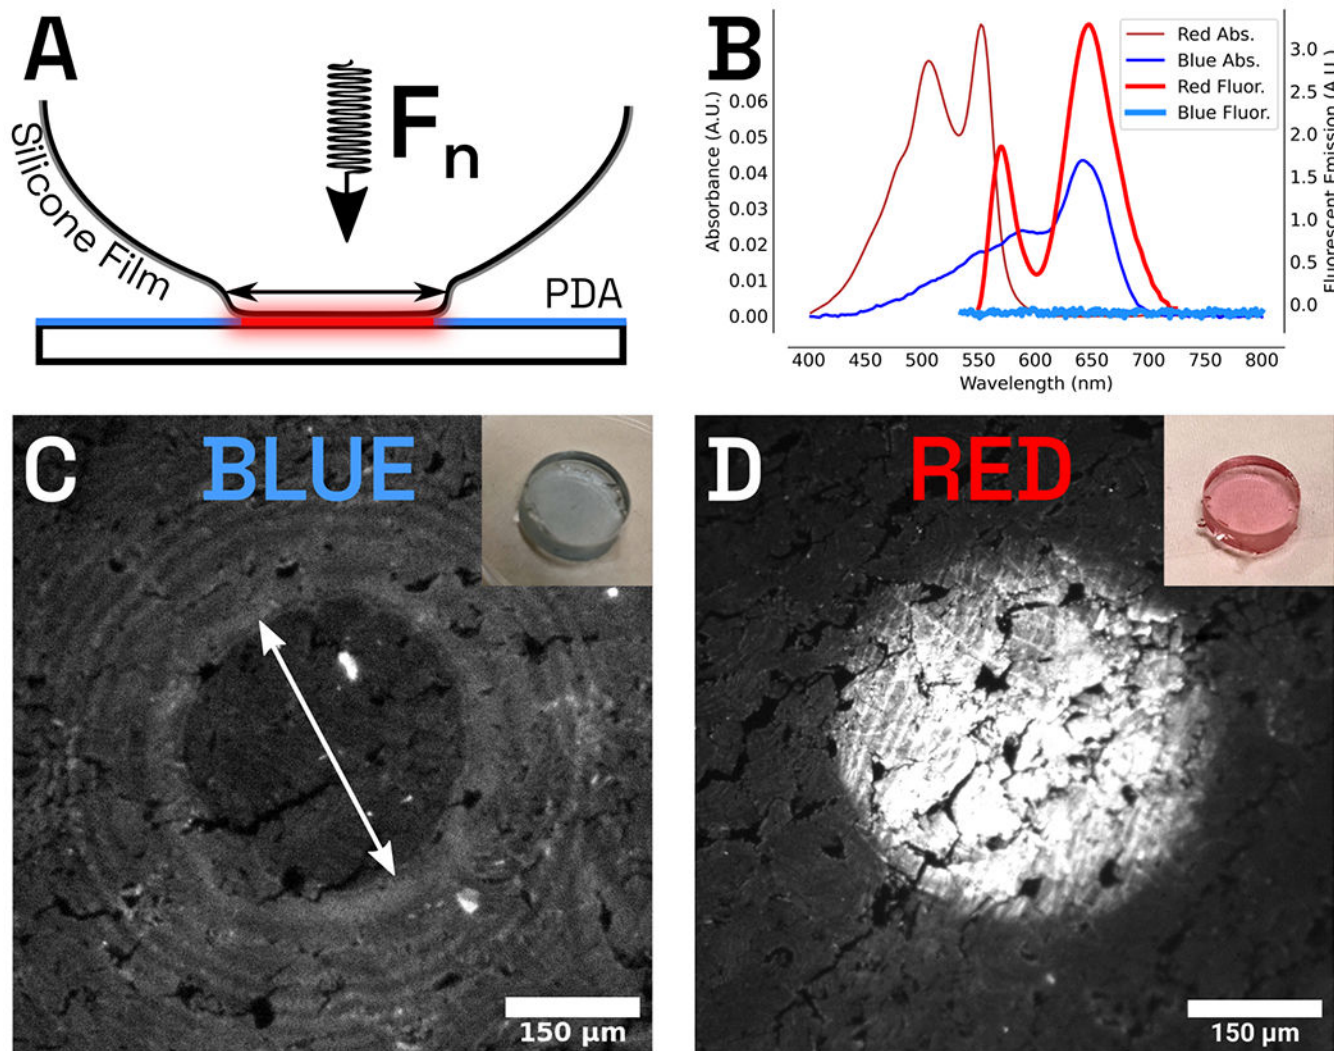 A
Fn
Silicone Film
PDA
B
Red Abs.
Blue Abs.
Red Fluor.
Blue Fluor.
Absorbance (A.U.)
0.06
0.05
0.04
0.03
0.02
0.01
0.00
3.0
2.5
2.0
1.5
1.0
0.5
0.0
Fluorescent Emission (A.U.)
400 450 500 550 600 650 700 750 800
Wavelength (nm)
C BLUE
150 µm
D RED
150 µm